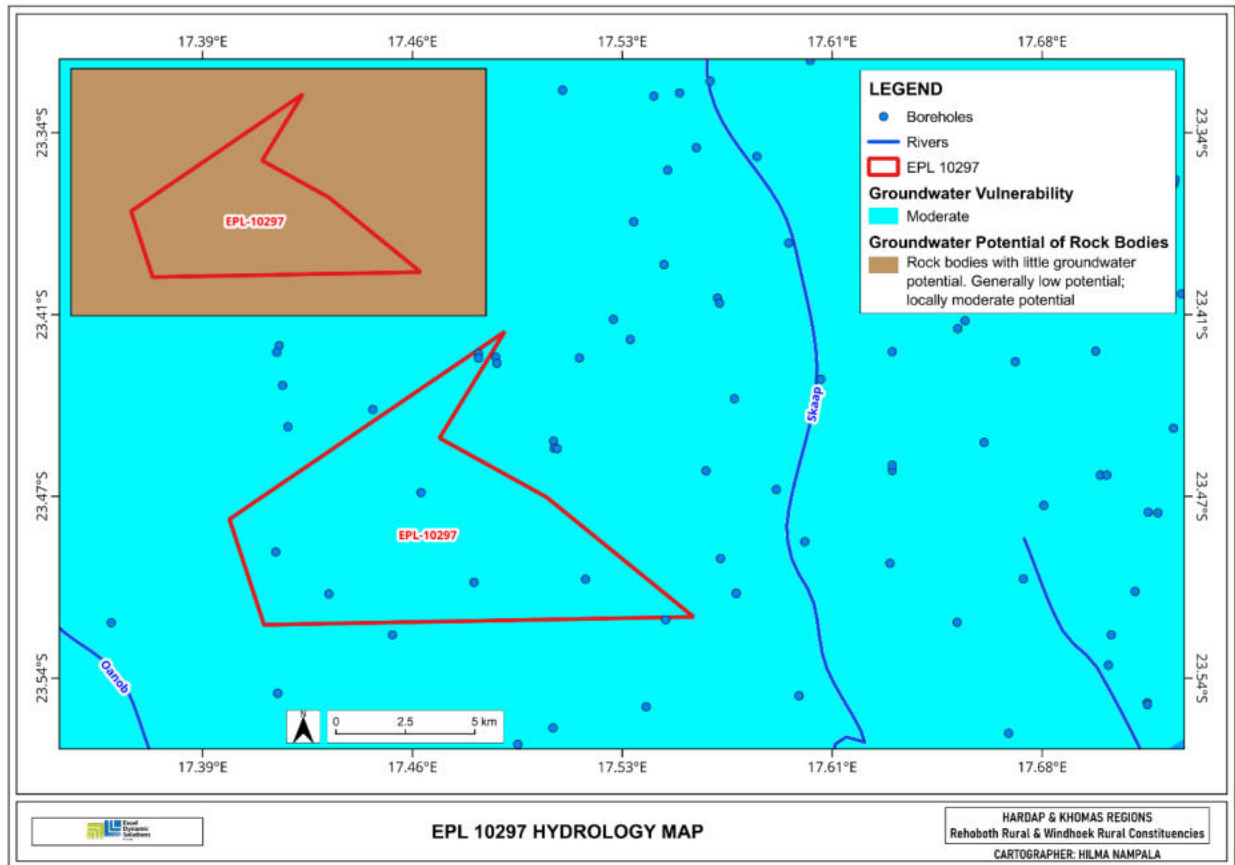 17.39°E 17.46°E 17.53°E 17.61°E 17.68°E
23.34°S
23.41°S
23.47°S
23.54°S
23.34°S
23.41°S
23.47°S
23.54°S
EPL-10297
LEGEND
Boreholes
Rivers
EPL 10297
Groundwater Vulnerability
Moderate
Groundwater Potential of Rock Bodies
Rock bodies with little groundwater
potential. Generally low potential;
locally moderate potential
Skaap
EPL-10297
Oanob
N
0 2.5 5 km
17.39°E 17.46°E 17.53°E 17.61°E 17.68°E
Excel
Dynamic
Solutions
EPL 10297 HYDROLOGY MAP
HARDAP & KHOMAS REGIONS
Rehoboth Rural & Windhoek Rural Constituencies
CARTOGRAPHER: HILMA NAMPALA